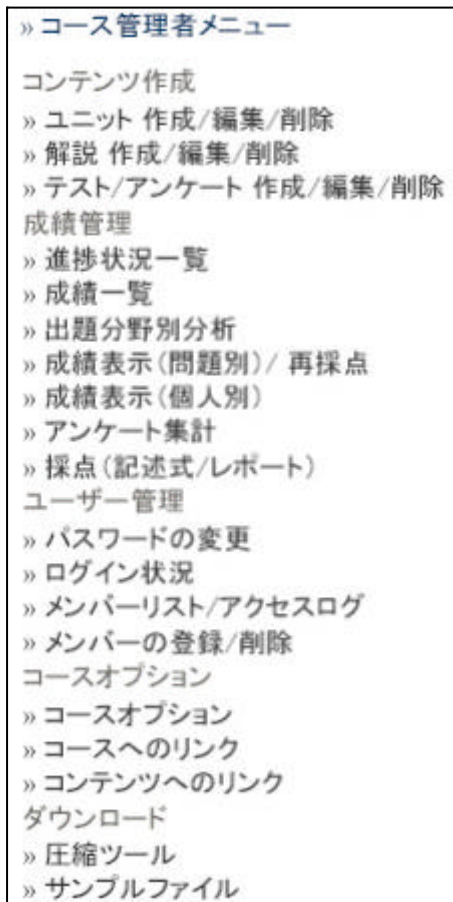 » コース管理者メニュー
コンテンツ作成
» ユニット 作成/編集/削除
» 解説 作成/編集/削除
» テスト/アンケート 作成/編集/削除
成績管理
» 進捗状況一覧
» 成績一覧
» 出題分野別分析
» 成績表示(問題別)/ 再採点
» 成績表示(個人別)
» アンケート集計
» 採点(記述式/レポート)
ユーザー管理
» パスワードの変更
» ログイン状況
» メンバーリスト/アクセスログ
» メンバーの登録/削除
コースオプション
» コースオプション
» コースへのリンク
» コンテンツへのリンク
ダウンロード
» 圧縮ツール
» サンプルファイル